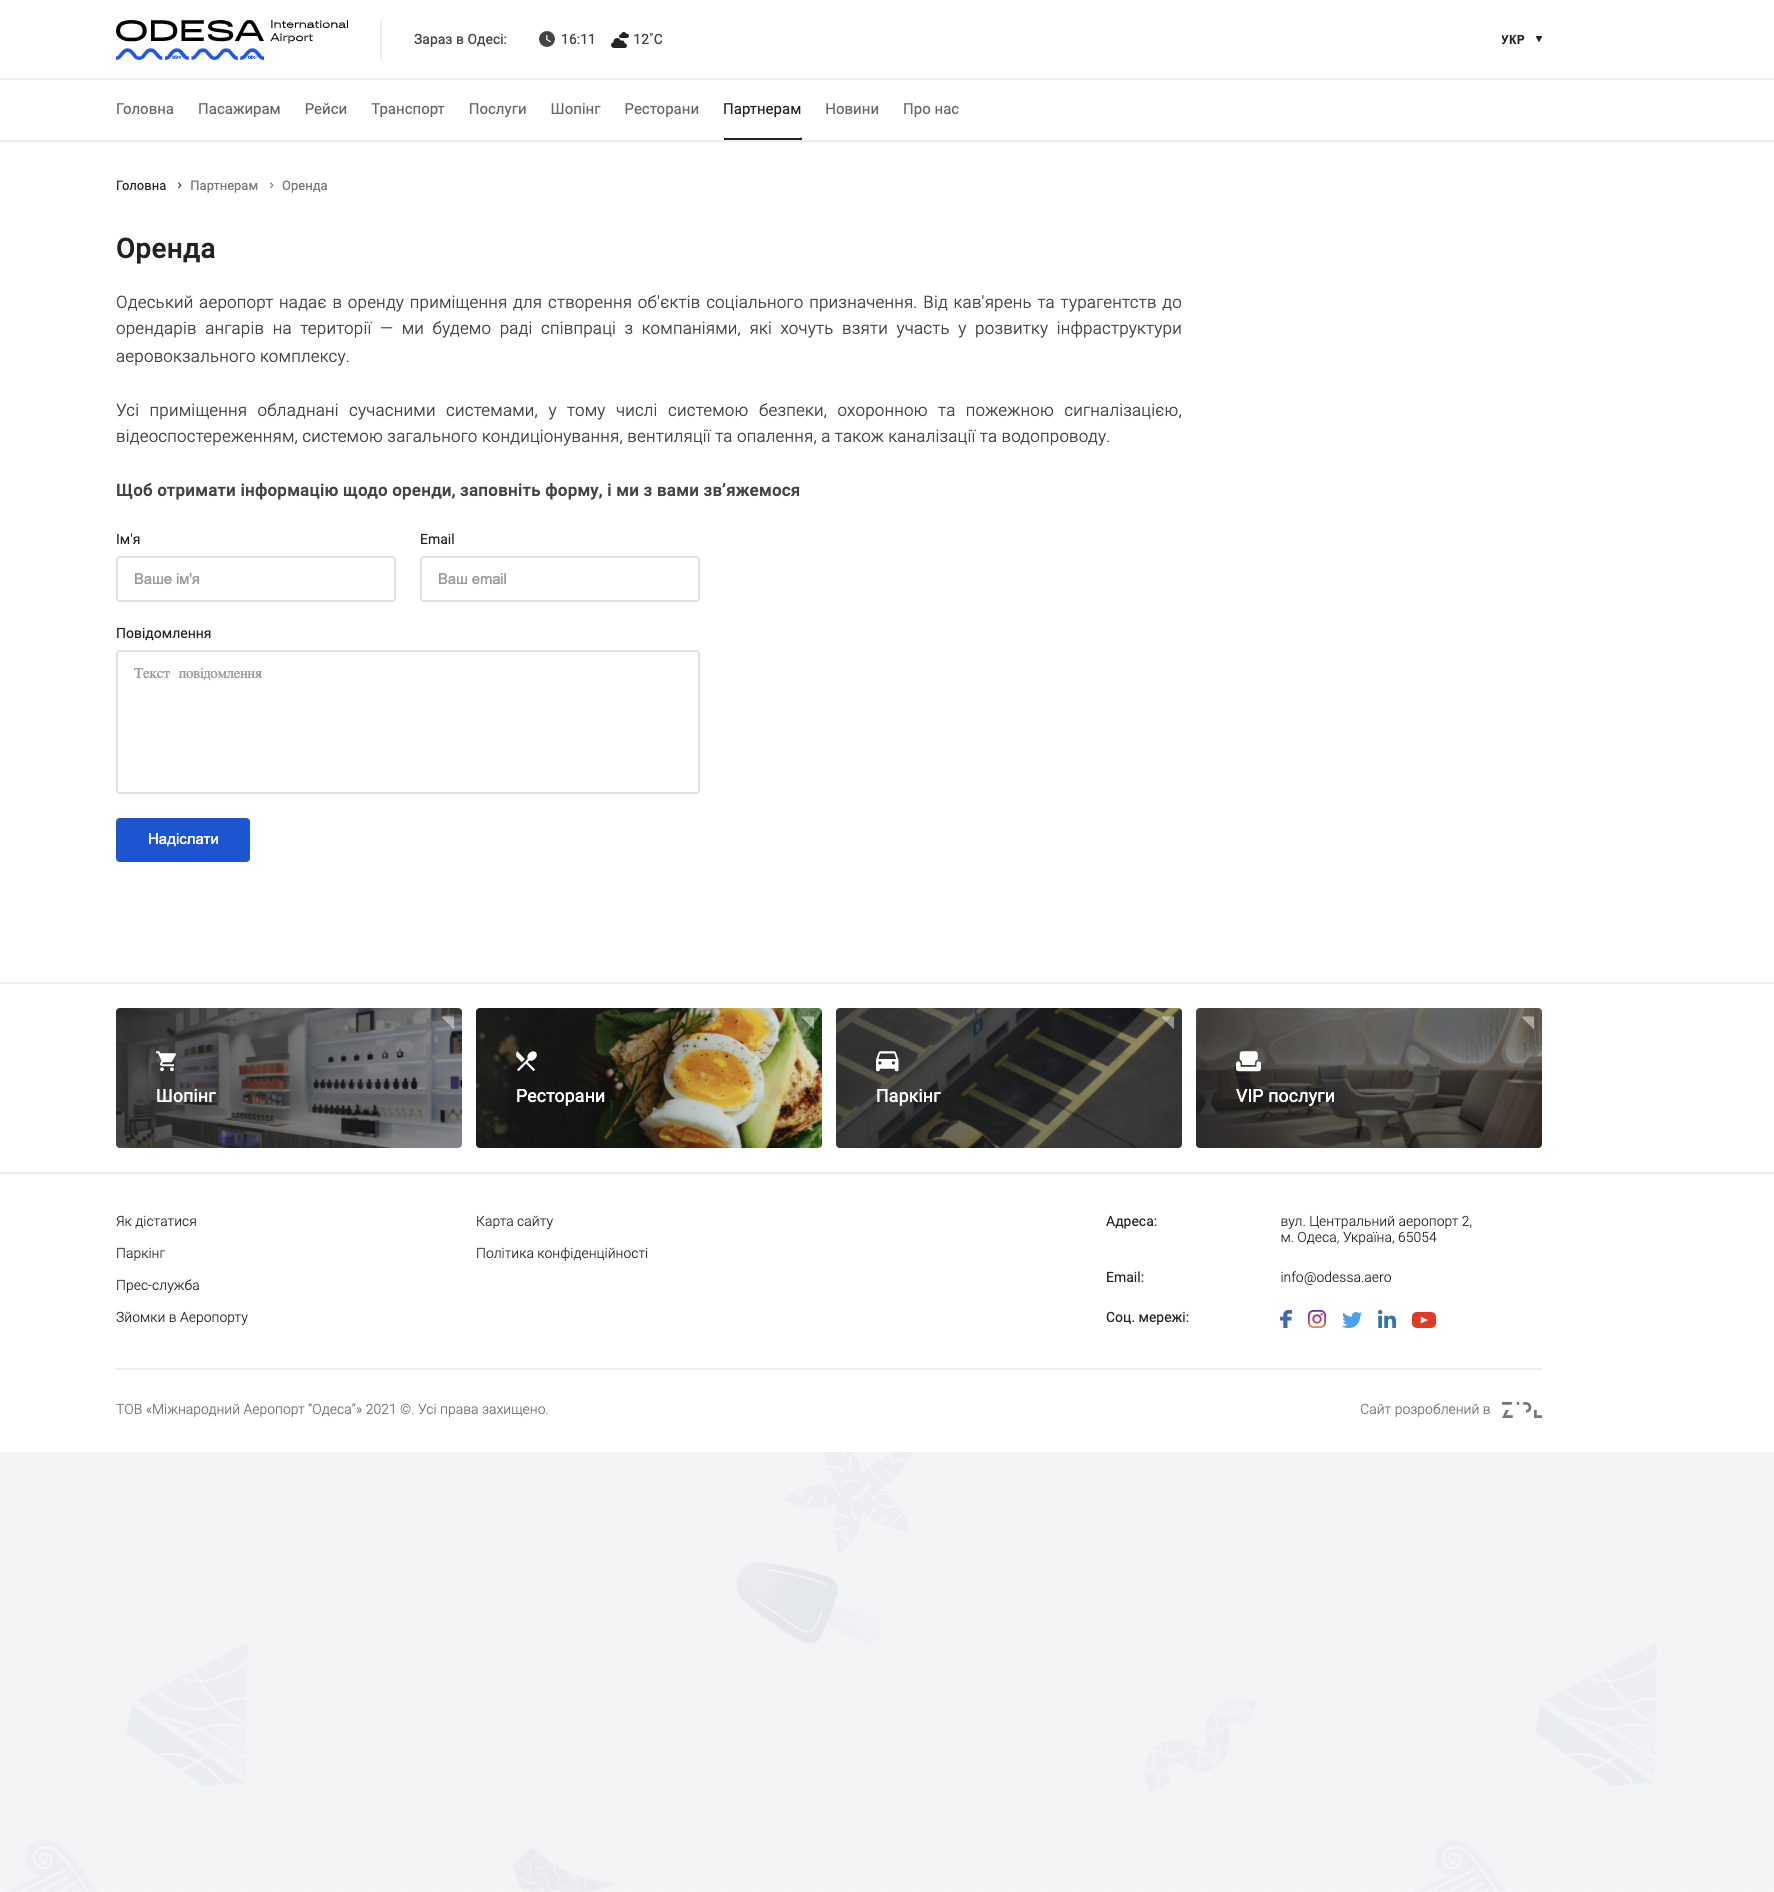 ODESA International
Airport
Зараз в Одесі: 16:11 12˚C
УКР ▼
Головна Пасажирам Рейси Транспорт Послуги Шопінг Ресторани Партнерам Новини Про нас
Головна › Партнерам › Оренда
Оренда
Одеський аеропорт надає в оренду приміщення для створення об'єктів соціального призначення. Від кав'ярень та турагентств до
орендарів ангарів на території — ми будемо раді співпраці з компаніями, які хочуть взяти участь у розвитку інфраструктури
аеровокзального комплексу.
Усі приміщення обладнані сучасними системами, у тому числі системою безпеки, охоронною та пожежною сигналізацією,
відеоспостереженням, системою загального кондиціонування, вентиляції та опалення, а також каналізації та водопроводу.
Щоб отримати інформацію щодо оренди, заповніть форму, і ми з вами зв’яжемося
Ім'я Email
Ваше ім'я Ваш email
Повідомлення
Текст повідомлення
Надіслати
Шопінг Ресторани Паркінг VIP послуги
Як дістатися
Паркінг
Прес-служба
Зйомки в Аеропорту
Карта сайту
Політика конфіденційності
Адреса: вул. Центральний аеропорт 2,
м. Одеса, Україна, 65054
Email: info@odessa.aero
Соц. мережі:
ТОВ «Міжнародний Аеропорт “Одеса”» 2021 ©. Усі права захищено.
Сайт розроблений в